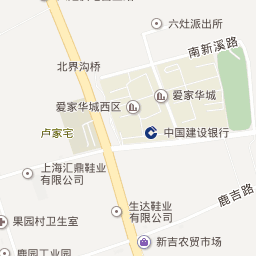 六灶派出所
南新溪路
北界沟桥
爱家华城
爱家华城西区
卢家宅
中国建设银行
上海汇鼎鞋业
有限公司
鹿吉路
生达鞋业
有限公司
果园村卫生室
新吉农贸市场
鹿园工业园